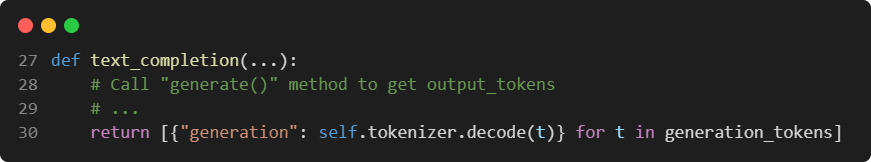 27 def text_completion(...):
28     # Call "generate()" method to get output_tokens
29     # ...
30     return [{"generation": self.tokenizer.decode(t)} for t in generation_tokens]